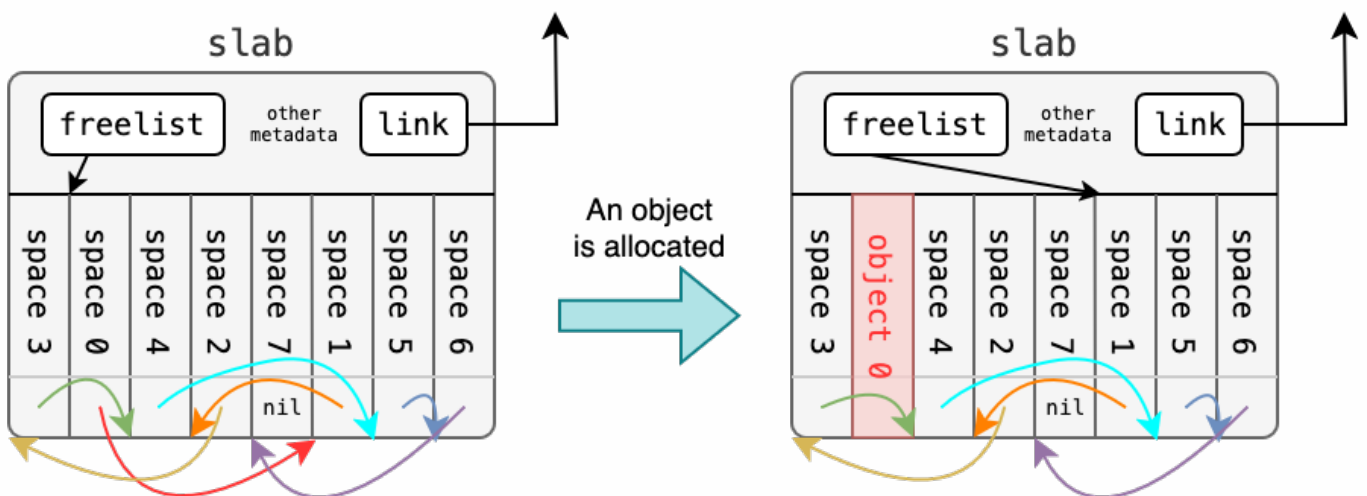 slab
freelist
other
metadata
link
space 3
space 0
space 4
space 2
space 7
space 1
space 5
space 6
nil
An object
is allocated
slab
freelist
other
metadata
link
space 3
object 0
space 4
space 2
space 7
space 1
space 5
space 6
nil